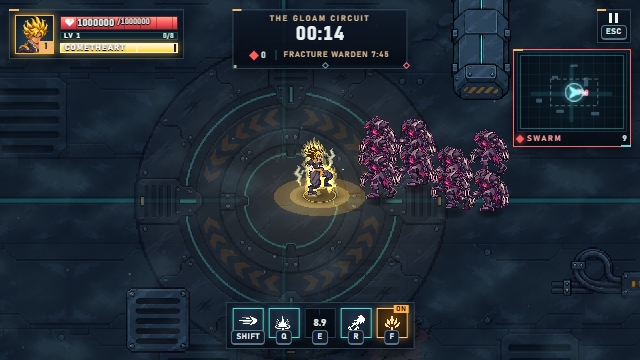 1000000/1000000
LV 1
0/8
1
COMETHEART
THE GLOAM CIRCUIT
00:14
0
FRACTURE WARDEN 7:45
ESC
SWARM 9
ON
8.9
SHIFT Q E R F